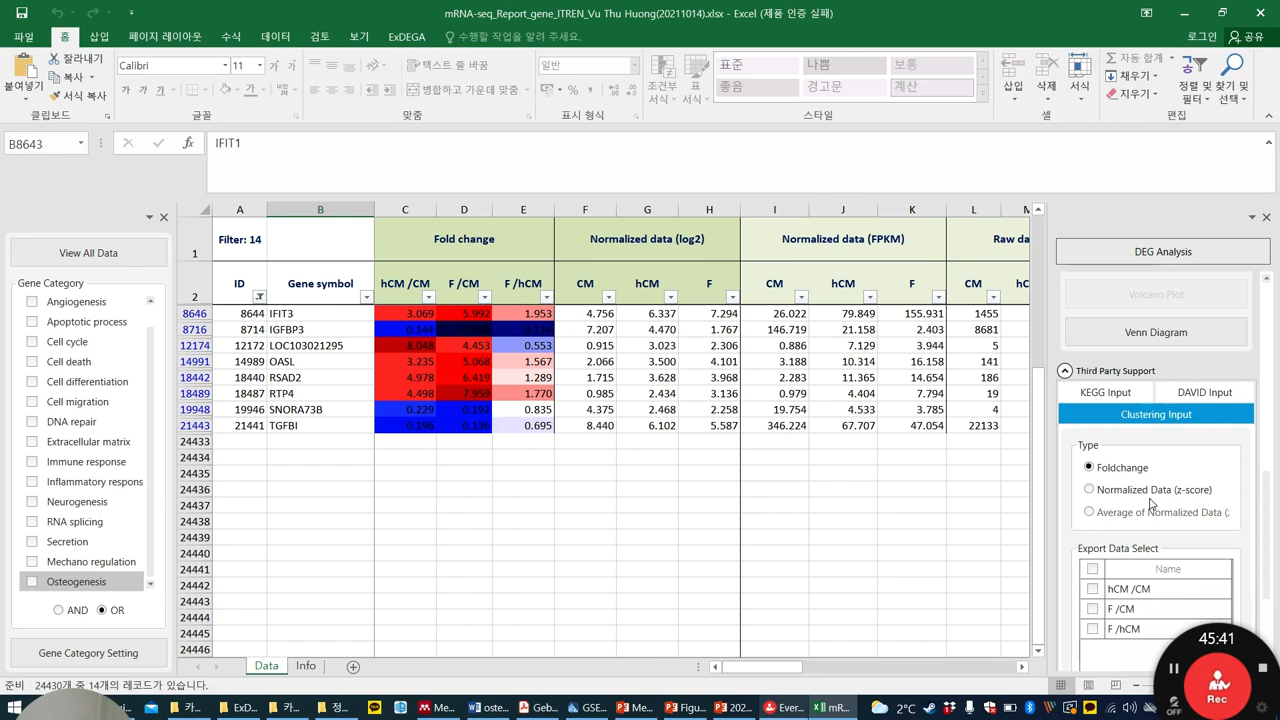 mRNA-seq_Report_gene_ITREN_Vu Thu Huong(20211014).xlsx - Excel (제품 인증 실패)
파일 홈 삽입 페이지 레이아웃 수식 데이터 검토 보기 ExDEGA 수행할 작업을 알려 주세요. 로그인 공유
잘라내기
복사
서식 복사
붙여넣기
Calibri 11
가 가 가
텍스트 줄 바꿈
병합하고 가운데 맞춤
일반
조건부 서식
표 서식
표준 나쁨 보통
좋음 경고문 계산
삽입 삭제 서식
자동 합계
채우기
지우기
정렬 및 필터
찾기 및 선택
클립보드 글꼴 맞춤 표시 형식 스타일 셀 편집
B8643 fx IFIT1
A B C D E F G H I J K L M
1 Filter: 14 Fold change Normalized data (log2) Normalized data (FPKM) Raw da
2 ID Gene symbol hCM /CM F /CM F /hCM CM hCM F CM hCM F CM hC
8646 8644 IFIT3 3.069 5.992 1.953 4.756 6.337 7.294 26.022 79.849 155.931 1455
8716 8714 IGFBP3 0.144 7.207 4.470 1.767 146.719 21.158 2.403 8681
12174 12172 LOC103021295 8.048 4.453 0.553 0.915 3.023 2.306 0.886 7.129 3.944 5
14991 14989 OASL 3.235 5.068 1.567 2.066 3.500 4.101 3.188 3.314 16.158 141
18442 18440 RSAD2 4.978 6.419 1.289 1.715 3.628 3.968 2.283 11.365 14.654 186
18489 18487 RTP4 4.498 7.959 1.770 0.985 2.434 3.136 0.979 4.404 7.794 19
19948 19946 SNORA73B 0.229 0.192 0.835 4.375 2.468 2.258 19.754 4.533 3.785 4
21443 21441 TGFBI 0.196 0.136 0.695 8.440 6.102 5.587 346.224 67.707 47.054 22133
24433
24434
24435
24436
24437
24438
24439
24440
24441
24442
24443
24444
24445
24446
View All Data
Gene Category
Angiogenesis
Apoptotic process
Cell cycle
Cell death
Cell differentiation
Cell migration
DNA repair
Extracellular matrix
Immune response
Inflammatory respons
Neurogenesis
RNA splicing
Secretion
Mechano regulation
Osteogenesis
AND OR
Gene Category Setting
DEG Analysis
Volcano Plot
Venn Diagram
Third Party Support
KEGG Input DAVID Input
Clustering Input
Type
Foldchange
Normalized Data (z-score)
Average of Normalized Data (z
Export Data Select
Name
hCM /CM
F /CM
F /hCM
45:41
Rec
OFF
Data Info
준비 24430개 중 14개의 레코드가 있습니다.
카... ExD... 카... 정... Me... oste... Geb... GSE... P Me... Figu... 202... Ever... mR... 2°C